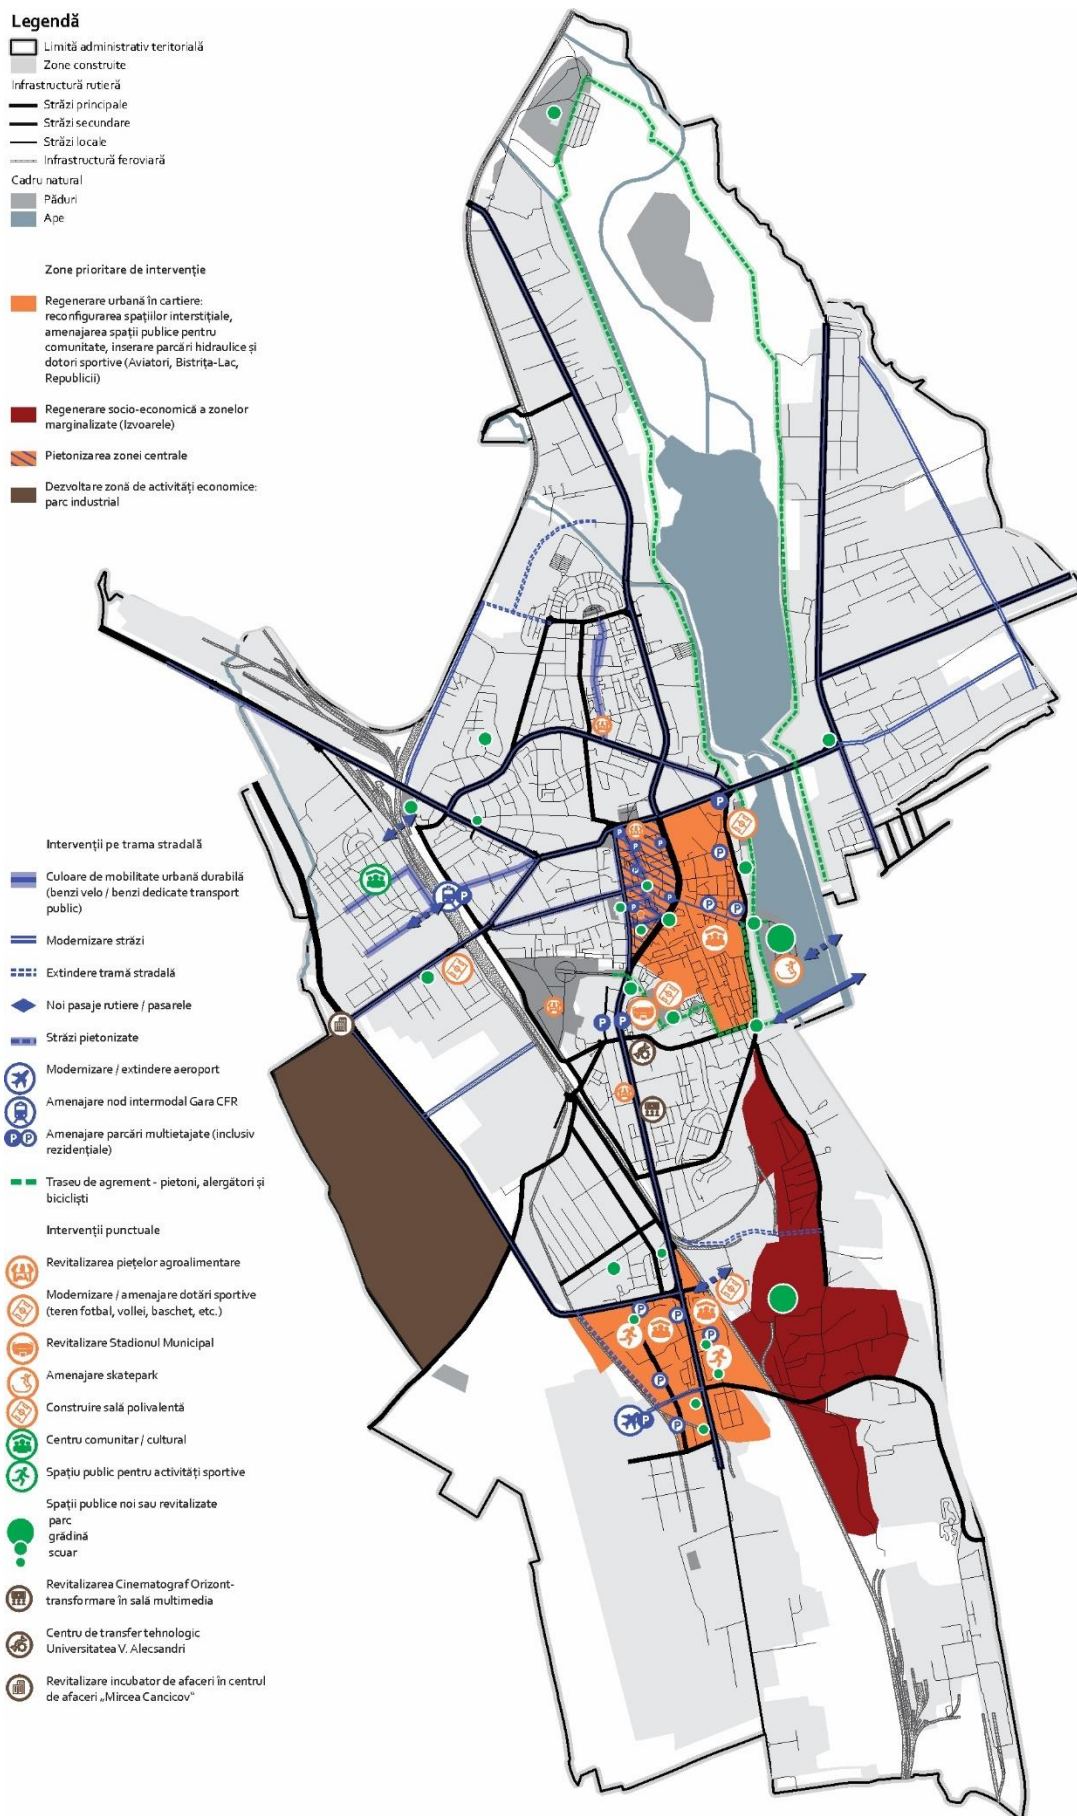 Legendă
Limită administrativ teritorială
Zone construite
Infrastructură rutieră
Străzi principale
Străzi secundare
Străzi locale
Infrastructură feroviară
Cadru natural
Păduri
Ape
Zone prioritare de intervenție
Regenerare urbană în cartiere:
reconfigurarea spațiilor interstițiale,
amenajarea spații publice pentru
comunitate, inserare parcări hidraulice și
dotori sportive (Aviatori, Bistrița-Lac,
Republicii)
Regenerare socio-economică a zonelor
marginalizate (Izvoarele)
Pietonizarea zonei centrale
Dezvoltare zonă de activități economice:
parc industrial
Intervenții pe trama stradală
Culoare de mobilitate urbană durabilă
(benzi velo / benzi dedicate transport
public)
Modernizare străzi
Extindere tramă stradală
Noi pasaje rutiere / pasarele
Străzi pietonizate
Modernizare / extindere aeroport
Amenajare nod intermodal Gara CFR
P P Amenajare parcări multietajate (inclusiv
rezidențiale)
Traseu de agrement - pietoni, alergători și
bicicliști
Intervenții punctuale
Revitalizarea piețelor agroalimentare
Modernizare / amenajare dotări sportive
(teren fotbal, vollei, baschet, etc.)
Revitalizare Stadionul Municipal
Amenajare skatepark
Construire sală polivalentă
Centru comunitar / cultural
Spațiu public pentru activități sportive
Spații publice noi sau revitalizate
parc
grădină
scuar
Revitalizarea Cinematograf Orizont-
transformare în sală multimedia
Centru de transfer tehnologic
Universitatea V. Alecsandri
Revitalizare incubator de afaceri în centrul
de afaceri „Mircea Cancicov"